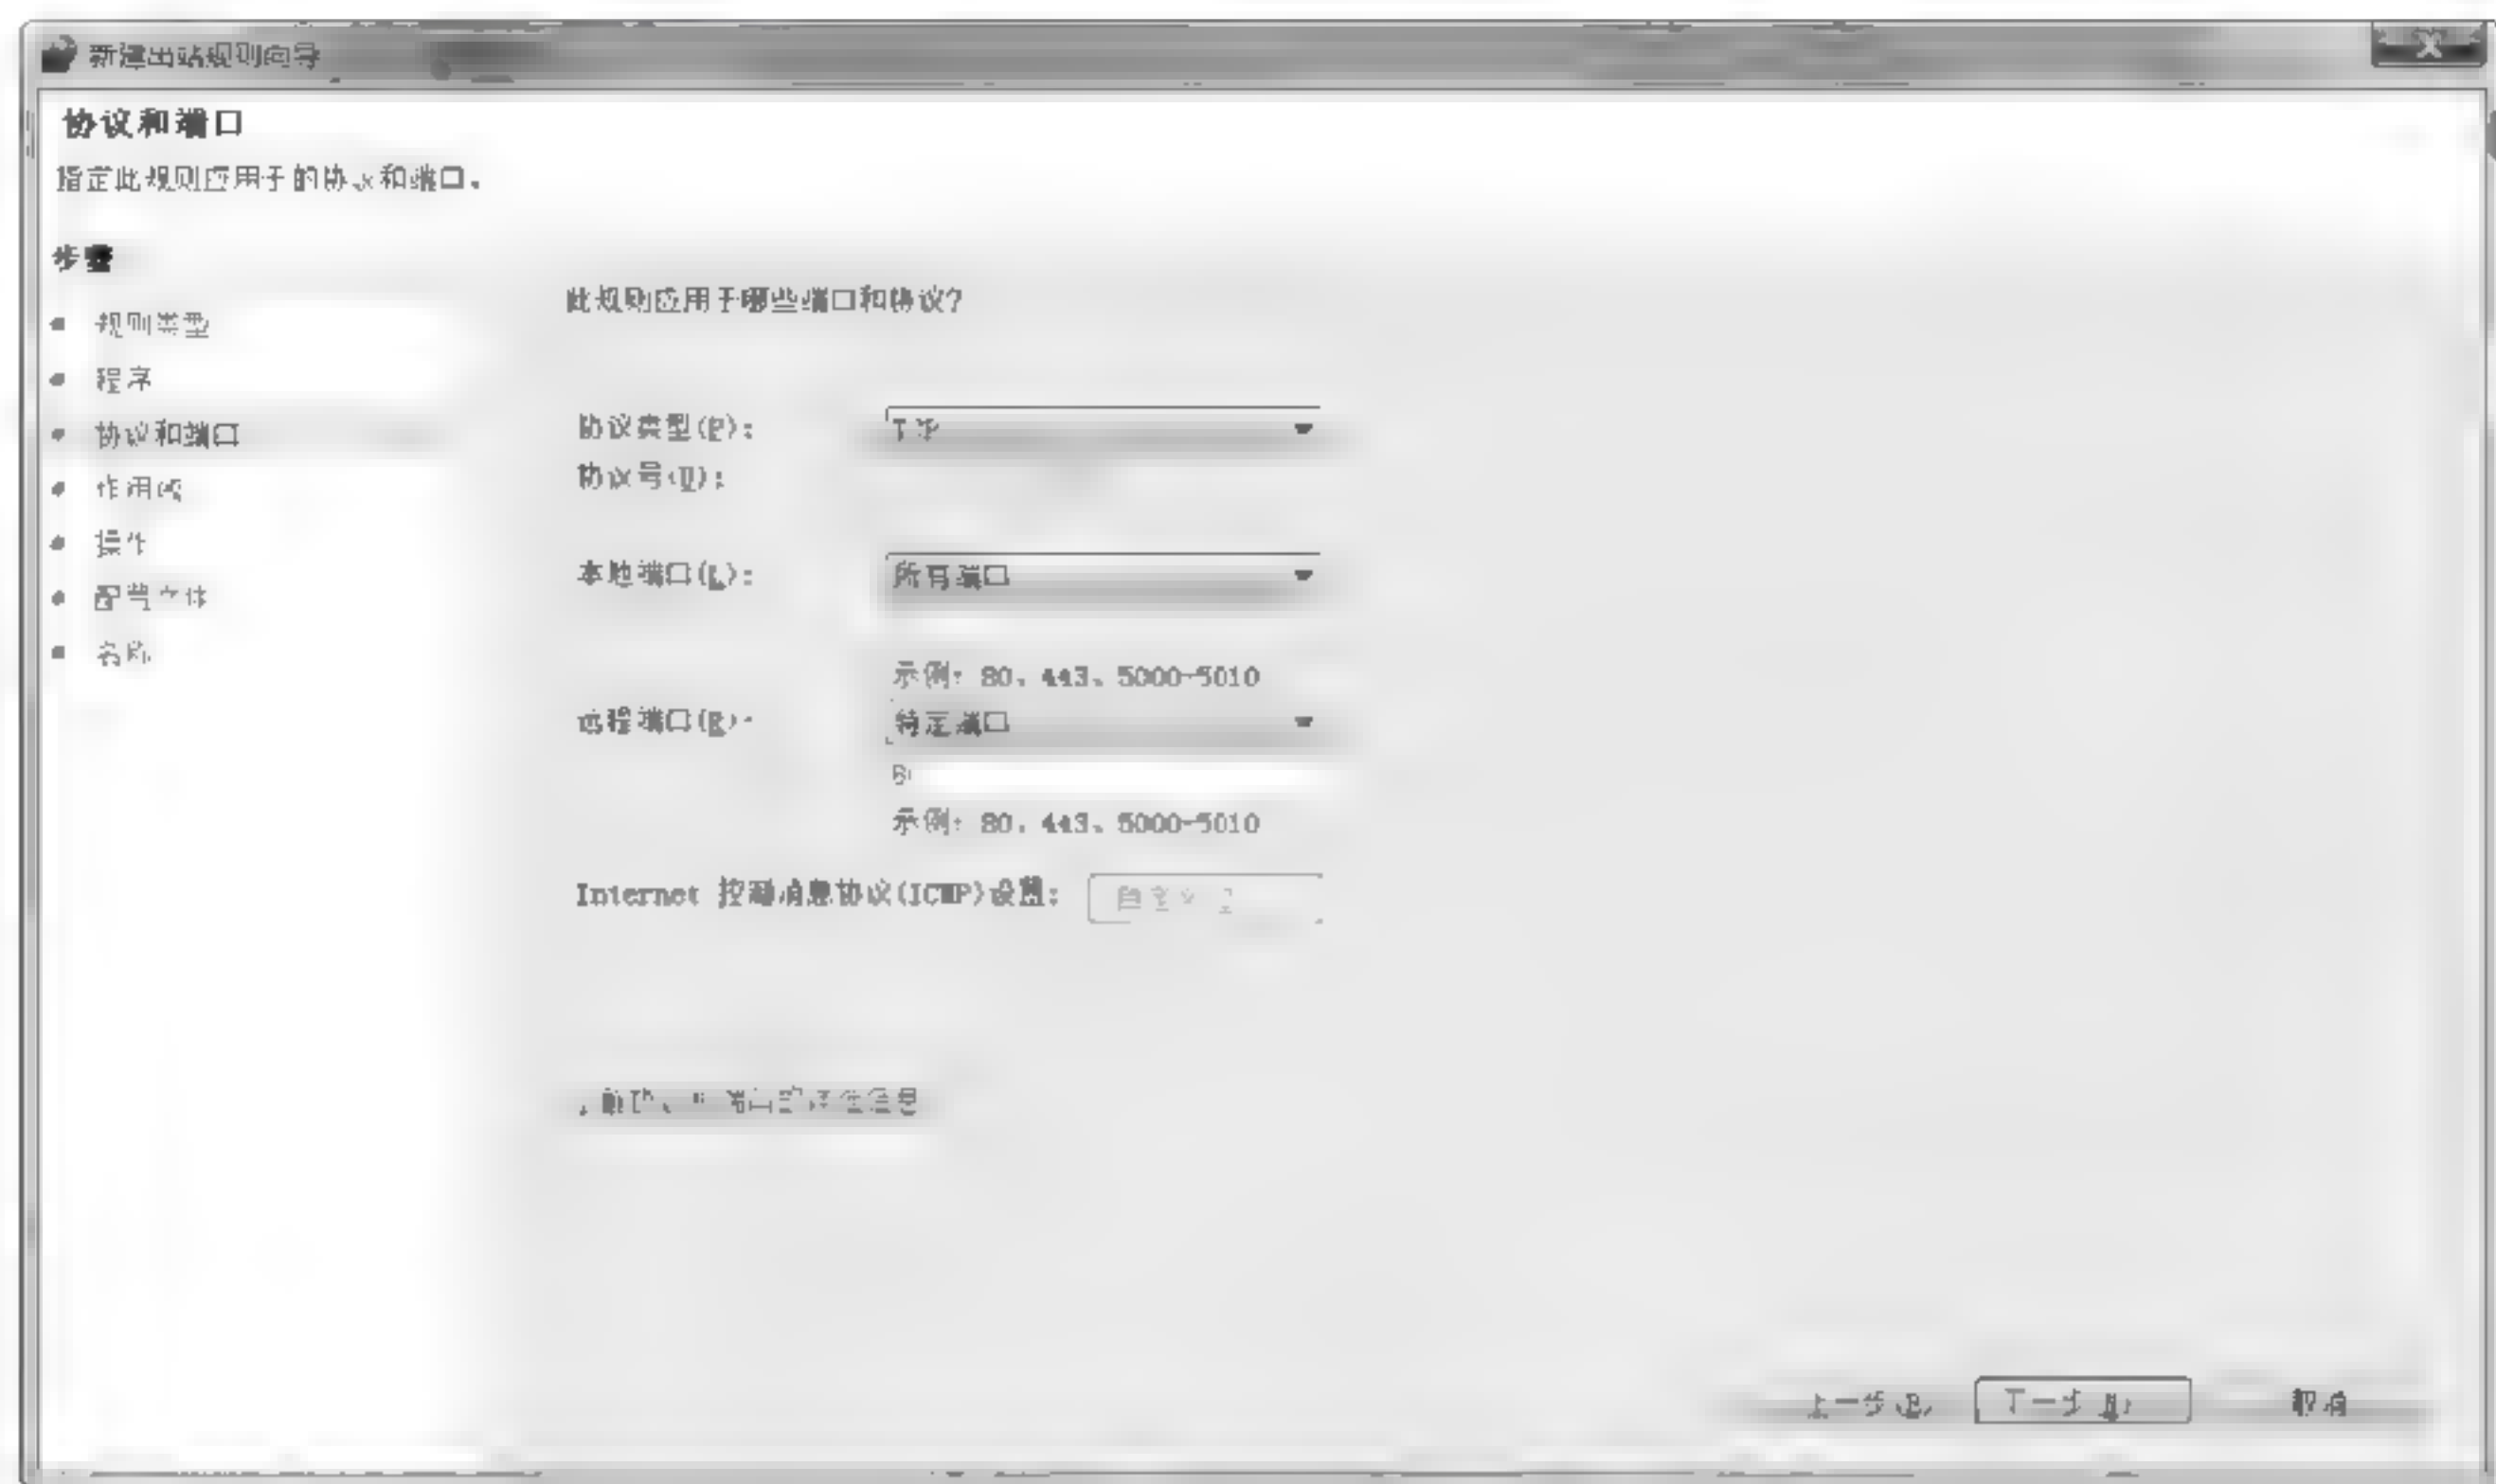 新建出站规则向导
协议和端口
指定此规则应用于的协议和端口。
步骤
规则类型
程序
协议和端口
作用域
操作
配置文件
名称
此规则应用于哪些端口和协议?
协议类型(P):
协议号(U):
本地端口(L):
所有端口
示例: 80、443、5000-5010
远程端口(R):
特定端口
示例: 80、443、5000-5010
Internet 控制消息协议(ICMP)设置:
自定义
上一步(B)
下一步(N)
取消